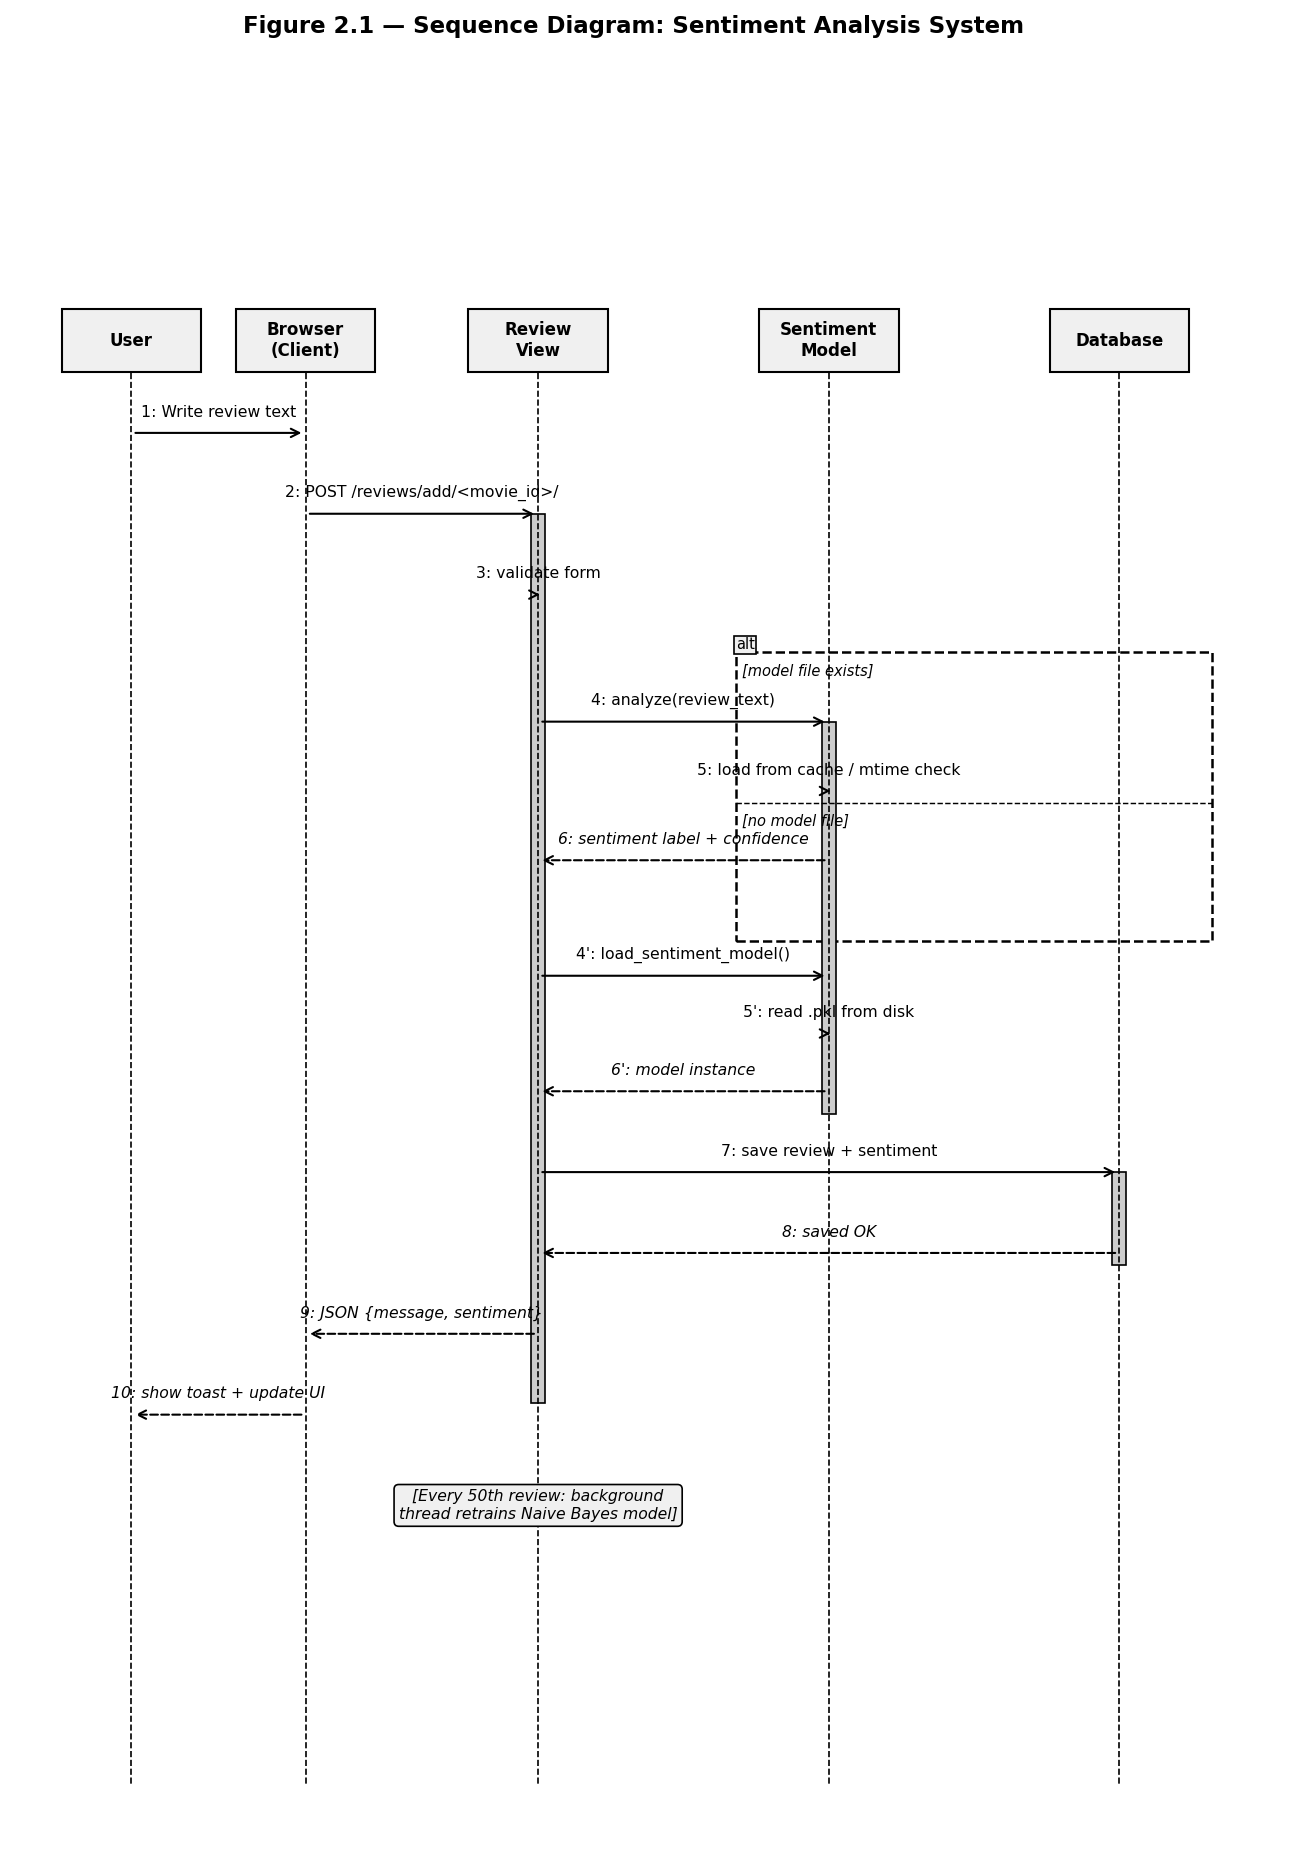 Figure 2.1 — Sequence Diagram: Sentiment Analysis System
User
Browser
(Client)
Review
View
Sentiment
Model
Database
1: Write review text
2: POST /reviews/add/<movie_id>/
3: validate form
alt
[model file exists]
4: analyze(review_text)
5: load from cache / mtime check
[no model file]
6: sentiment label + confidence
4': load_sentiment_model()
5': read .pkl from disk
6': model instance
7: save review + sentiment
8: saved OK
9: JSON {message, sentiment}
10: show toast + update UI
[Every 50th review: background
thread retrains Naive Bayes model]